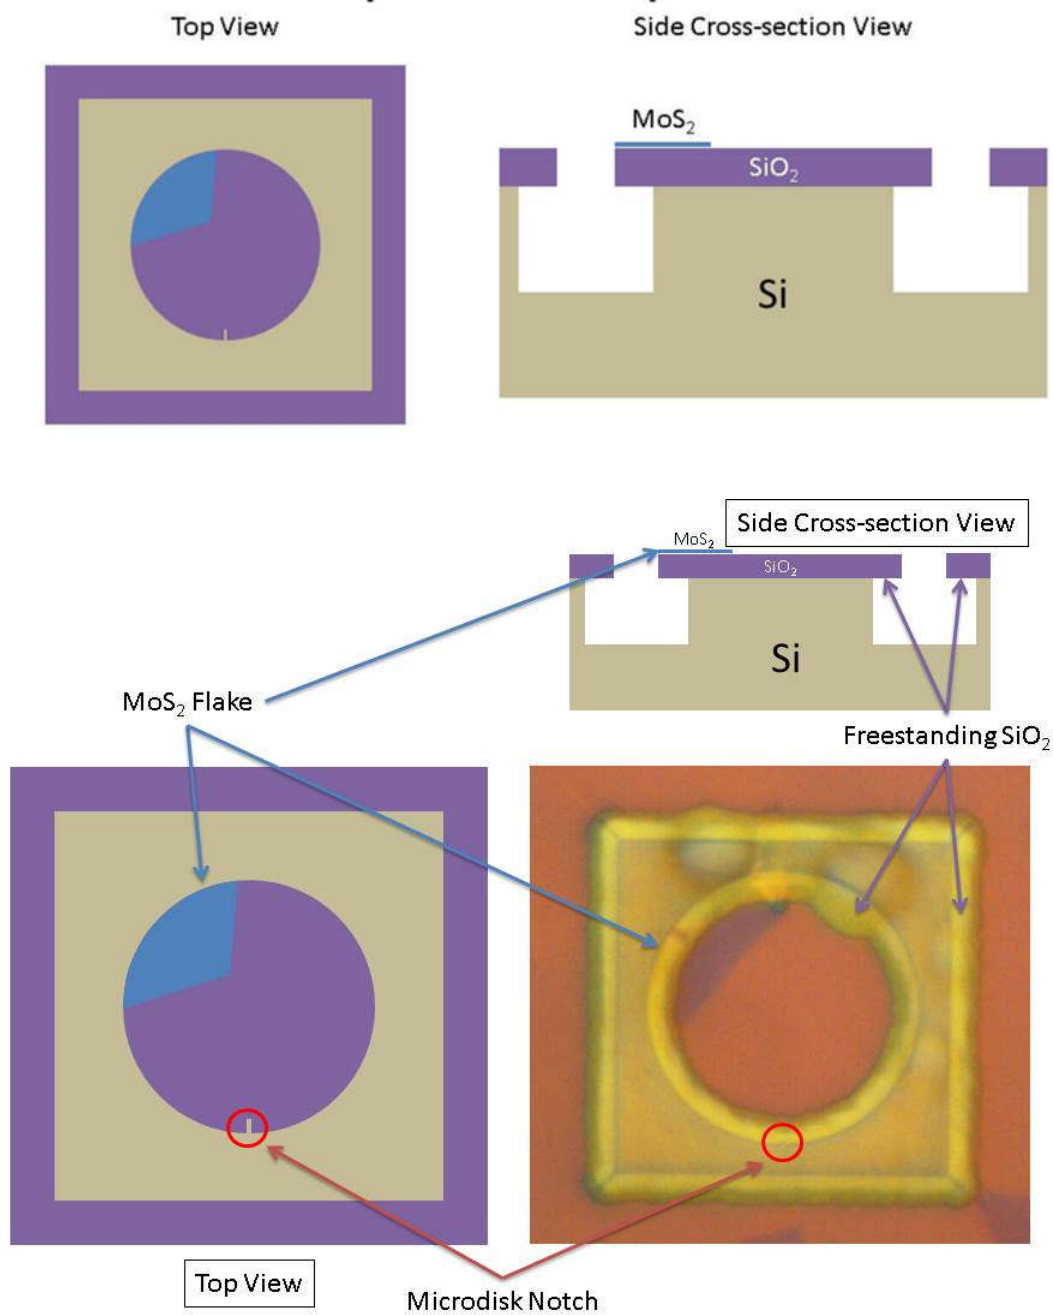 Top View
Side Cross-section View
MoS₂
SiO₂
Si
Side Cross-section View
MoS₂
SiO₂
Si
MoS₂ Flake
Freestanding SiO₂
Top View
Microdisk Notch